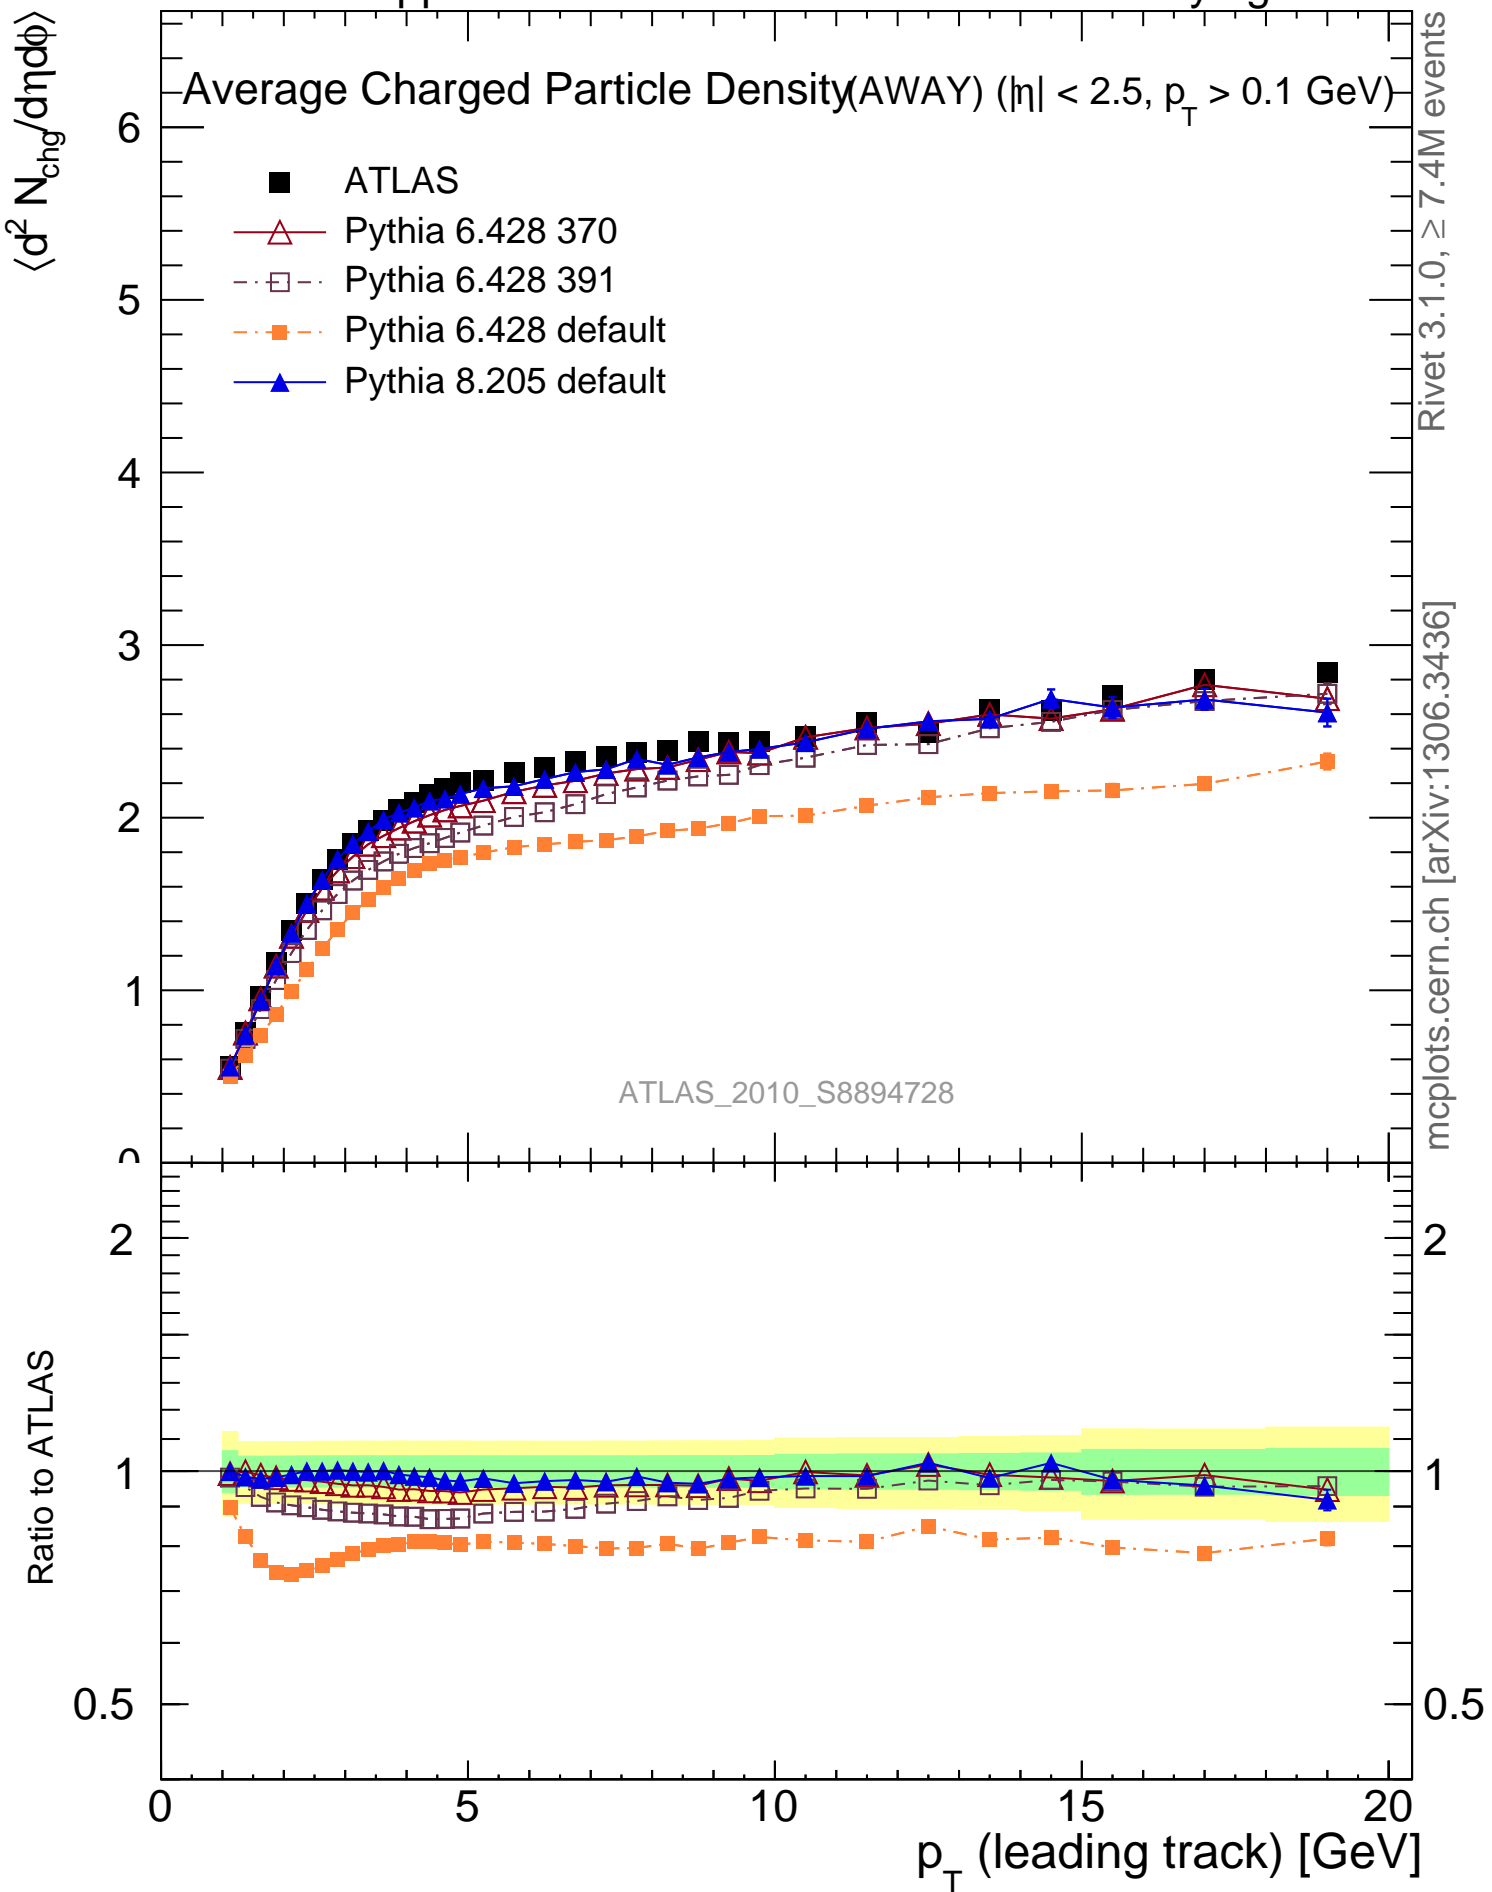 Average Charged Particle Density (AWAY) (|η| < 2.5, p_T > 0.1 GeV)
⟨d² N_chg/dηdϕ⟩
ATLAS
Pythia 6.428 370
Pythia 6.428 391
Pythia 6.428 default
Pythia 8.205 default
6
5
4
3
2
1
0
ATLAS_2010_S8894728
Rivet 3.1.0, ≥ 7.4M events
mcplots.cern.ch [arXiv:1306.3436]
Ratio to ATLAS
2 2
1 1
0.5 0.5
0 5 10 15 20
p_T (leading track) [GeV]